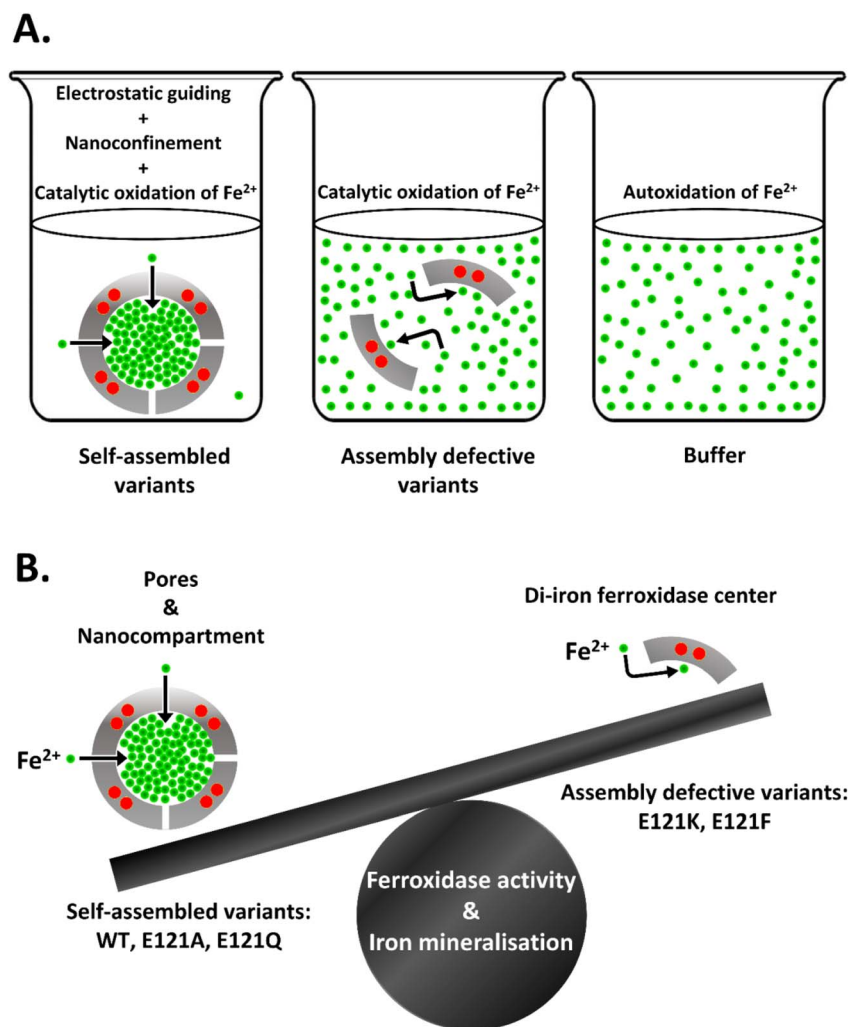 A.
Electrostatic guiding
+
Nanoconfinement
+
Catalytic oxidation of Fe²⁺
Catalytic oxidation of Fe²⁺
Autoxidation of Fe²⁺
Self-assembled
variants
Assembly defective
variants
Buffer
B.
Pores
&
Nanocompartment
Fe²⁺
Di-iron ferroxidase center
Fe²⁺
Assembly defective variants:
E121K, E121F
Self-assembled variants:
WT, E121A, E121Q
Ferroxidase activity
&
Iron mineralisation